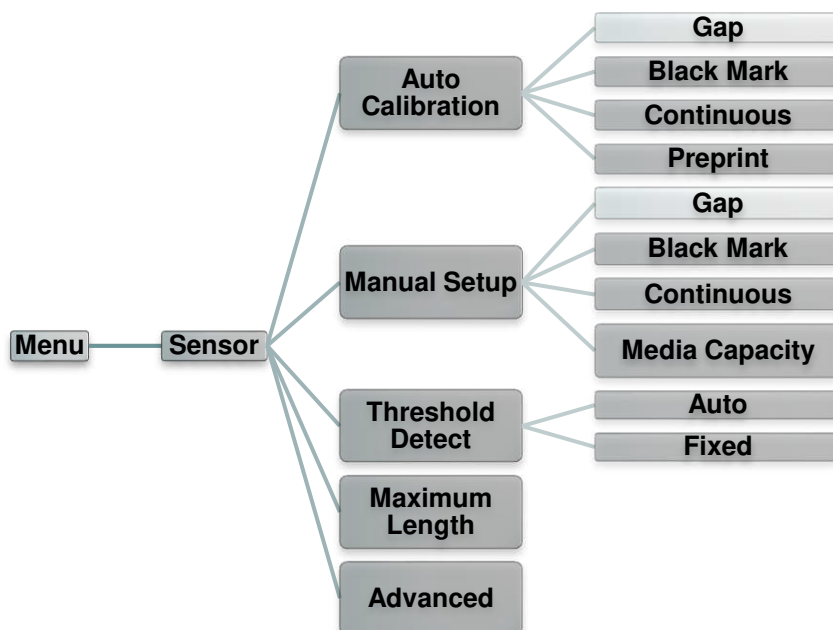 Menu
Sensor
Auto
Calibration
Gap
Black Mark
Continuous
Preprint
Manual Setup
Gap
Black Mark
Continuous
Media Capacity
Threshold
Detect
Auto
Fixed
Maximum
Length
Advanced